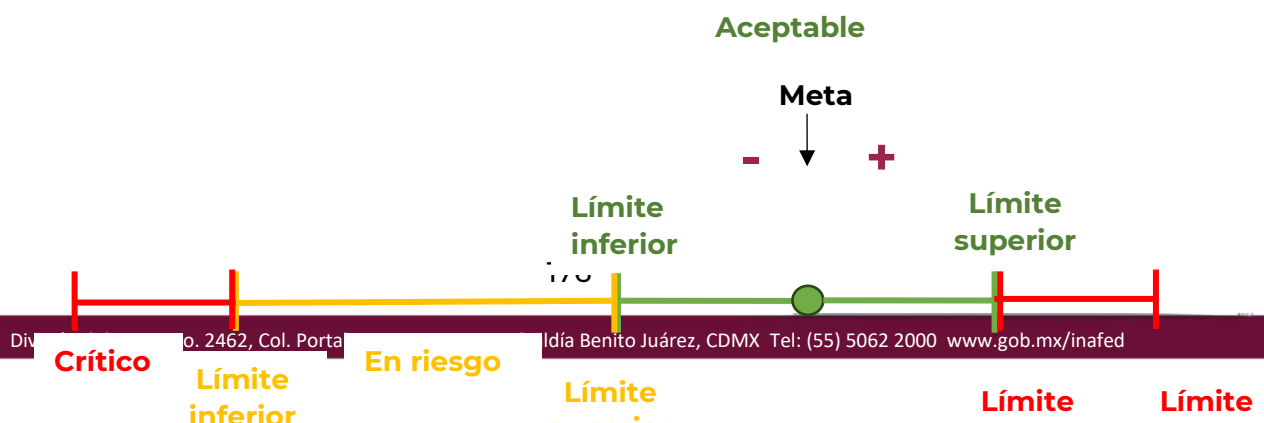 Aceptable
Meta
- +
Límite
inferior
Límite
superior
o. 2462, Col. Porta
ldía Benito Juárez, CDMX Tel: (55) 5062 2000 www.gob.mx/inafed
Crítico
En riesgo
Límite
inferior
Límite
Límite
Límite